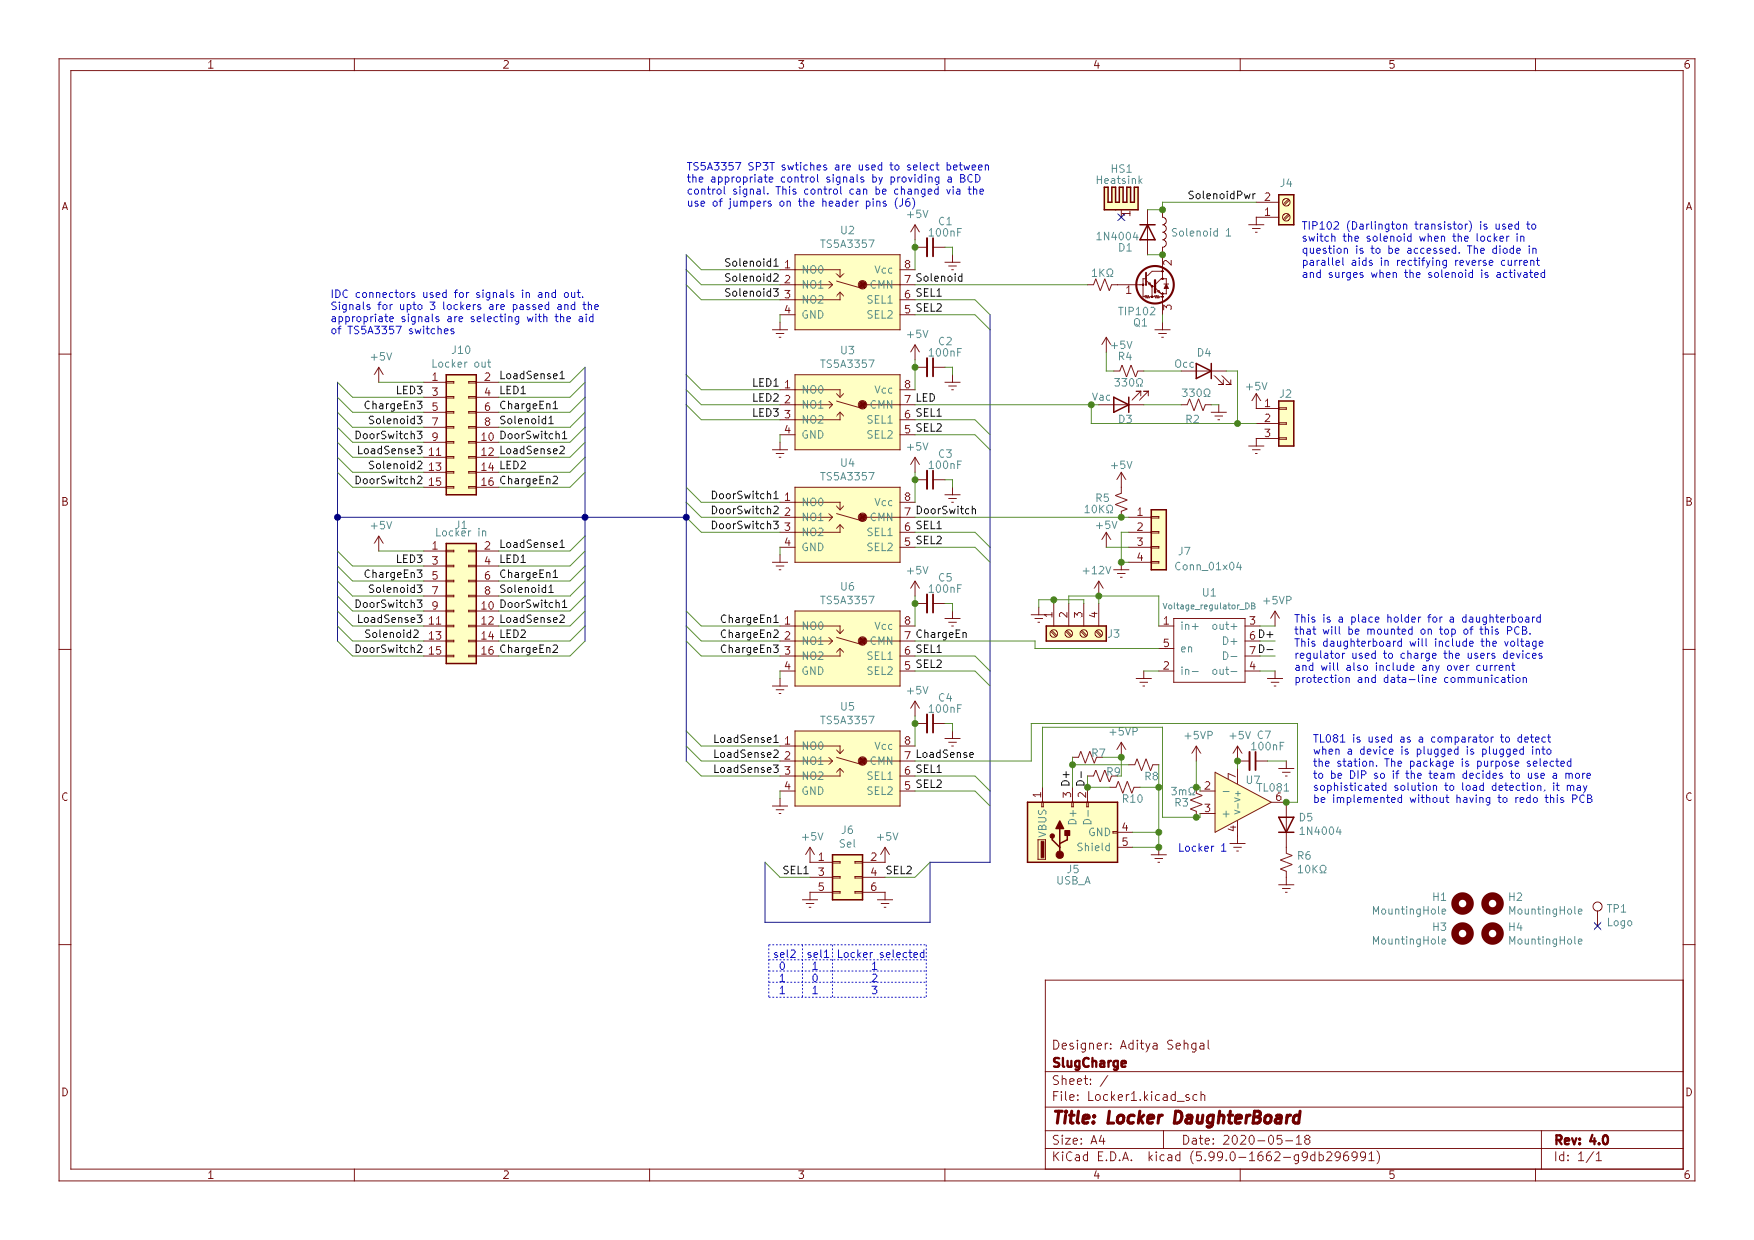 1 2 3 4 5 6
A
B
C
D
TS5A3357 SP3T swtiches are used to select between
the appropriate control signals by providing a BCD
control signal. This control can be changed via the
use of jumpers on the header pins (J6)
IDC connectors used for signals in and out.
Signals for upto 3 lockers are passed and the
appropriate signals are selecting with the aid
of TS5A3357 switches
J10
Locker out
+5V
1 2 LoadSense1
LED3 3 4 LED1
ChargeEn3 5 6 ChargeEn1
Solenoid3 7 8 Solenoid1
DoorSwitch3 9 10 DoorSwitch1
LoadSense3 11 12 LoadSense2
Solenoid2 13 14 LED2
DoorSwitch2 15 16 ChargeEn2
J1
Locker in
+5V
1 2 LoadSense1
LED3 3 4 LED1
ChargeEn3 5 6 ChargeEn1
Solenoid3 7 8 Solenoid1
DoorSwitch3 9 10 DoorSwitch1
LoadSense3 11 12 LoadSense2
Solenoid2 13 14 LED2
DoorSwitch2 15 16 ChargeEn2
U2
TS5A3357
+5V C1
100nF
Solenoid1 1 NO0 Vcc 8
Solenoid2 2 NO1 CMN 7 Solenoid
Solenoid3 3 NO2 SEL1 6 SEL1
4 GND SEL2 5 SEL2
U3
TS5A3357
+5V C2
100nF
LED1 1 NO0 Vcc 8
LED2 2 NO1 CMN 7 LED
LED3 3 NO2 SEL1 6 SEL1
4 GND SEL2 5 SEL2
U4
TS5A3357
+5V C3
100nF
DoorSwitch1 1 NO0 Vcc 8
DoorSwitch2 2 NO1 CMN 7 DoorSwitch
DoorSwitch3 3 NO2 SEL1 6 SEL1
4 GND SEL2 5 SEL2
U6
TS5A3357
+5V C5
100nF
ChargeEn1 1 NO0 Vcc 8
ChargeEn2 2 NO1 CMN 7 ChargeEn
ChargeEn3 3 NO2 SEL1 6 SEL1
4 GND SEL2 5 SEL2
U5
TS5A3357
+5V C4
100nF
LoadSense1 1 NO0 Vcc 8
LoadSense2 2 NO1 CMN 7 LoadSense
LoadSense3 3 NO2 SEL1 6 SEL1
4 GND SEL2 5 SEL2
J6
Sel
+5V +5V
1 2
SEL1 3 4 SEL2
5 6
sel2 sel1 Locker selected
0 1 1
1 0 2
1 1 3
HS1
Heatsink
1
SolenoidPwr 2 J4
1
1N4004
D1
Solenoid 1
1KΩ
1 2 3
TIP102
Q1
TIP102 (Darlington transistor) is used to
switch the solenoid when the locker in
question is to be accessed. The diode in
parallel aids in rectifying reverse current
and surges when the solenoid is activated
+5V
R4
330Ω
Occ D4
Vac
D3
330Ω
R2
+5V J2
1
2
3
+5V
R5
10KΩ
+5V
1
2
3
4
J7
Conn_01x04
+12V
1 2 3 4
J3
U1
Voltage_regulator_DB
+5VP
1 in+ out+ 3
D+ 6 D+
5 en D- 7 D-
2 in- out- 4
This is a place holder for a daughterboard
that will be mounted on top of this PCB.
This daughterboard will include the voltage
regulator used to charge the users devices
and will also include any over current
protection and data-line communication
+5VP
R7
R8
R9
R10
D+ D-
1 3 2
VBUS D+ D-
GND 4
Shield 5
J5
USB_A
+5VP
3mΩ
R3
+5V C7
100nF
U7
TL081
2 - 7 V+
3 + 4 V-
6
Locker 1
D5
1N4004
R6
10KΩ
TL081 is used as a comparator to detect
when a device is plugged is plugged into
the station. The package is purpose selected
to be DIP so if the team decides to use a more
sophisticated solution to load detection, it may
be implemented without having to redo this PCB
H1
MountingHole
H2
MountingHole
H3
MountingHole
H4
MountingHole
TP1
Logo
Designer: Aditya Sehgal
SlugCharge
Sheet: /
File: Locker1.kicad_sch
Title: Locker DaughterBoard
Size: A4 Date: 2020-05-18 Rev: 4.0
KiCad E.D.A. kicad (5.99.0-1662-g9db296991) Id: 1/1
A
B
C
D
1 2 3 4 5 6